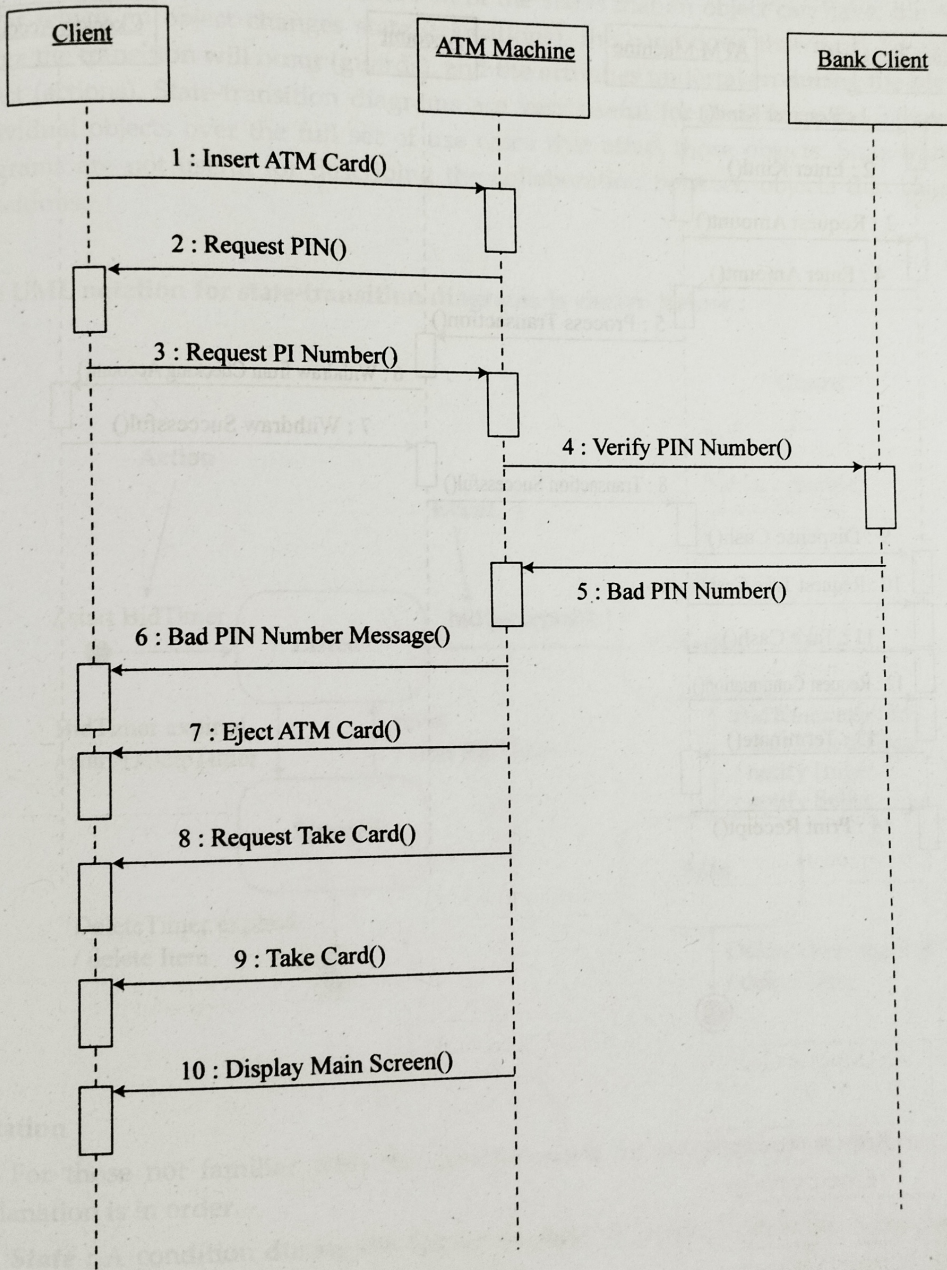 Client
ATM Machine
Bank Client
1 : Insert ATM Card()
2 : Request PIN()
3 : Request PI Number()
4 : Verify PIN Number()
5 : Bad PIN Number()
6 : Bad PIN Number Message()
7 : Eject ATM Card()
8 : Request Take Card()
9 : Take Card()
10 : Display Main Screen()